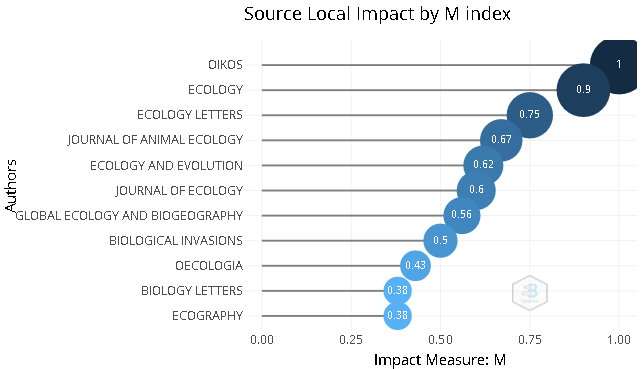 Source Local Impact by M index
Authors
OIKOS 1
ECOLOGY 0.9
ECOLOGY LETTERS 0.75
JOURNAL OF ANIMAL ECOLOGY 0.67
ECOLOGY AND EVOLUTION 0.62
JOURNAL OF ECOLOGY 0.6
GLOBAL ECOLOGY AND BIOGEOGRAPHY 0.56
BIOLOGICAL INVASIONS 0.5
OECOLOGIA 0.43
BIOLOGY LETTERS 0.38
ECOGRAPHY 0.38
0.00 0.25 0.50 0.75 1.00
Impact Measure: M